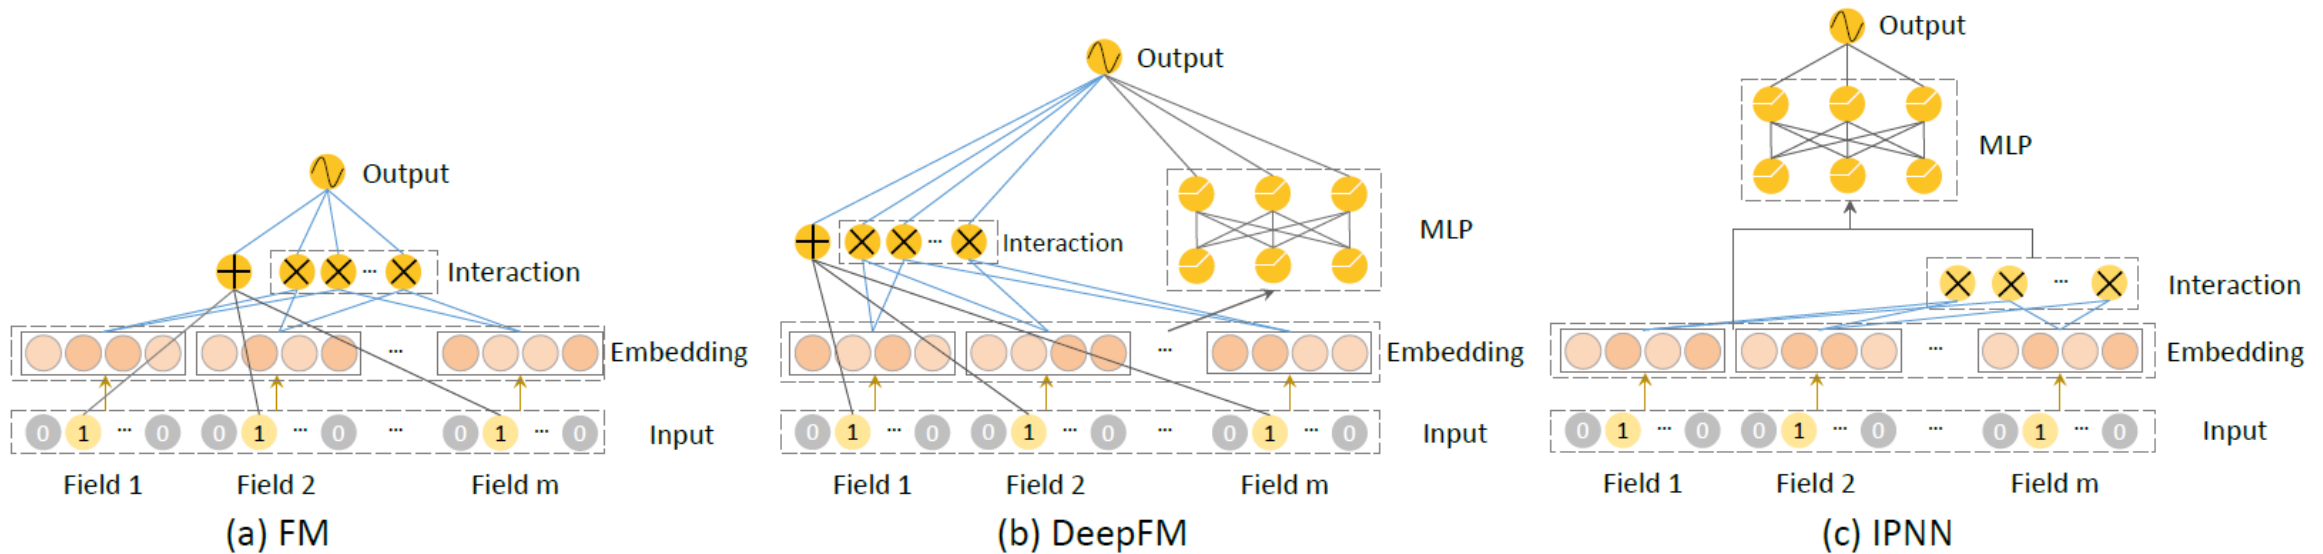 Output
Interaction
Embedding
0 1 ... 0 0 1 ... 0 ... 0 1 ... 0 Input
Field 1 Field 2 Field m
(a) FM
Output
Interaction
MLP
Embedding
0 1 ... 0 0 1 ... 0 ... 0 1 ... 0 Input
Field 1 Field 2 Field m
(b) DeepFM
Output
MLP
Interaction
Embedding
0 1 ... 0 0 1 ... 0 ... 0 1 ... 0 Input
Field 1 Field 2 Field m
(c) IPNN